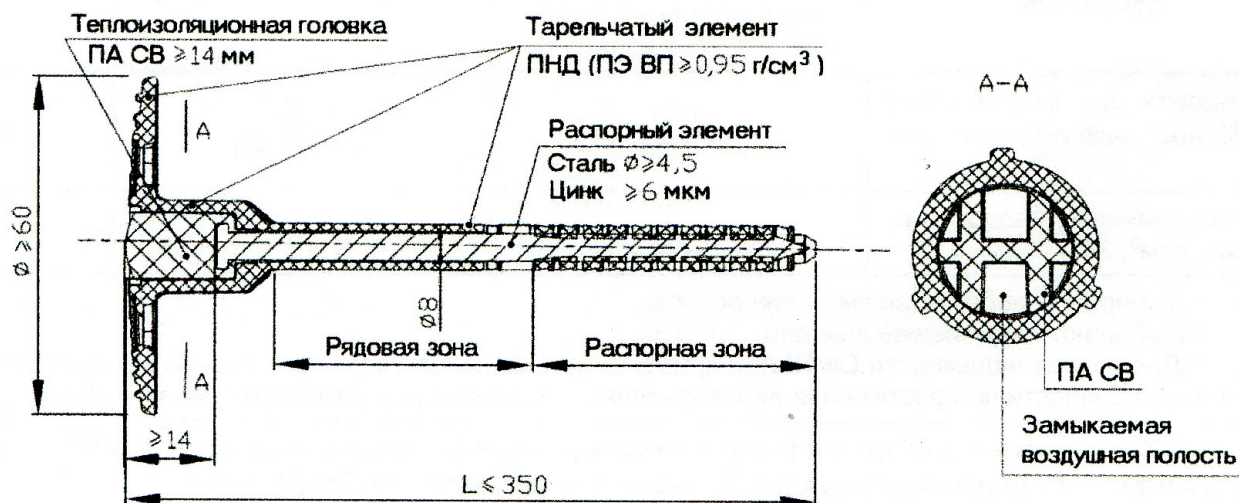 Теплоизоляционная головка
ПА СВ ≥14 мм
Тарельчатый элемент
ПНД (ПЭ ВП ≥0,95 г/см³ )
А-А
А
Распорный элемент
Сталь Ø≥4,5
Цинк ≥6 мкм
Ø ≥60
Ø8
Рядовая зона
Распорная зона
А
ПА СВ
≥14
Замыкаемая
воздушная полость
L≤350